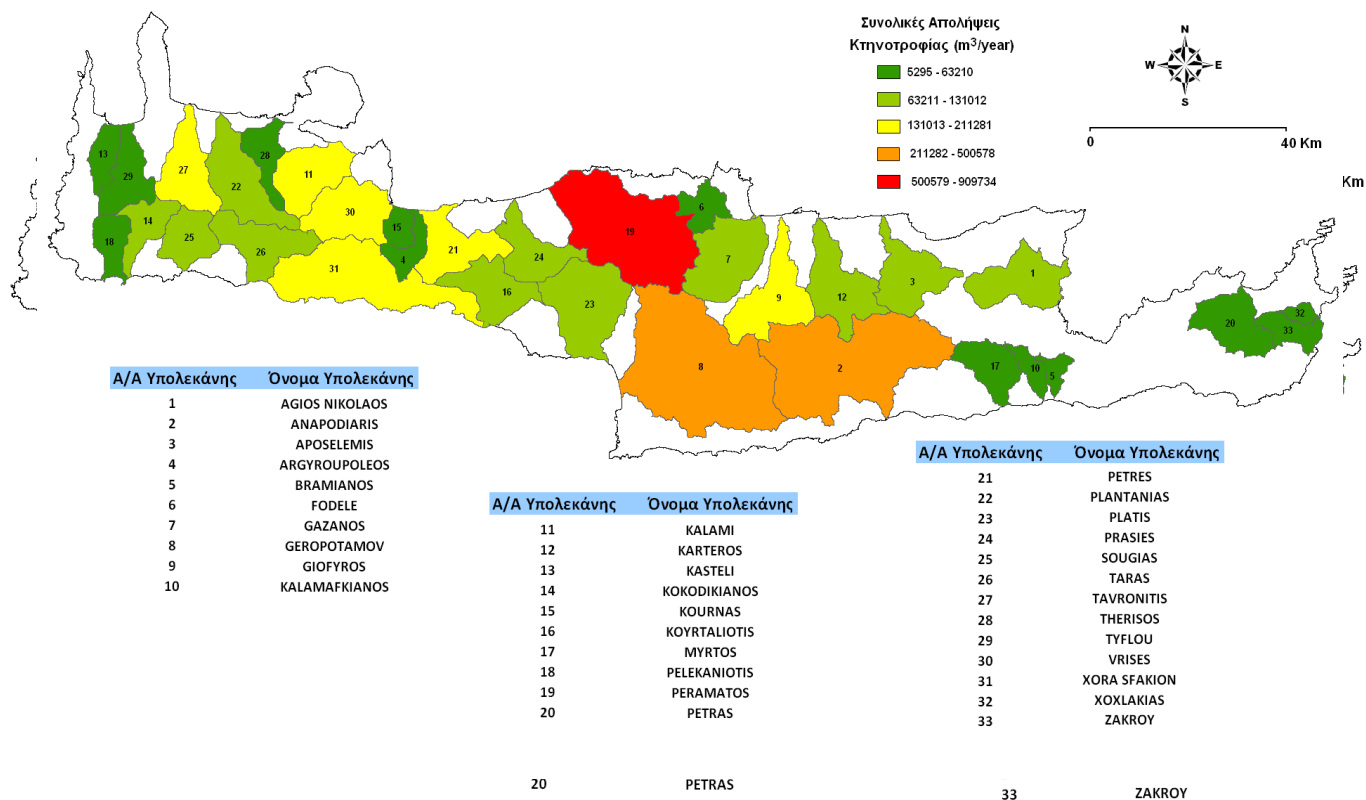 Συνολικές Απολήψεις
Κτηνοτροφίας (m³/year)
5295 - 63210
63211 - 131012
131013 - 211281
211282 - 500578
500579 - 909734
N
W E
S
0 40 Km
Km
13
29
27
22
28
11
30
14
25
18
26
31
15
4
21
24
16
23
19
6
7
9
12
3
1
8
2
17
10
5
20
32
33
Α/Α Υπολεκάνης Όνομα Υπολεκάνης
1 AGIOS NIKOLAOS
2 ANAPODIARIS
3 APOSELEMIS
4 ARGYROUPOLEOS
5 BRAMIANOS
6 FODELE
7 GAZANOS
8 GEROPOTAMOV
9 GIOFYROS
10 KALAMAFKIANOS
Α/Α Υπολεκάνης Όνομα Υπολεκάνης
11 KALAMI
12 KARTEROS
13 KASTELI
14 KOKODIKIANOS
15 KOURNAS
16 KOYRTALIOTIS
17 MYRTOS
18 PELEKANIOTIS
19 PERAMATOS
20 PETRAS
20 PETRAS
Α/Α Υπολεκάνης Όνομα Υπολεκάνης
21 PETRES
22 PLANTANIAS
23 PLATIS
24 PRASIES
25 SOUGIAS
26 TARAS
27 TAVRONITIS
28 THERISOS
29 TYFLOU
30 VRISES
31 XORA SFAKION
32 XOXLAKIAS
33 ZAKROY
33 ZAKROY